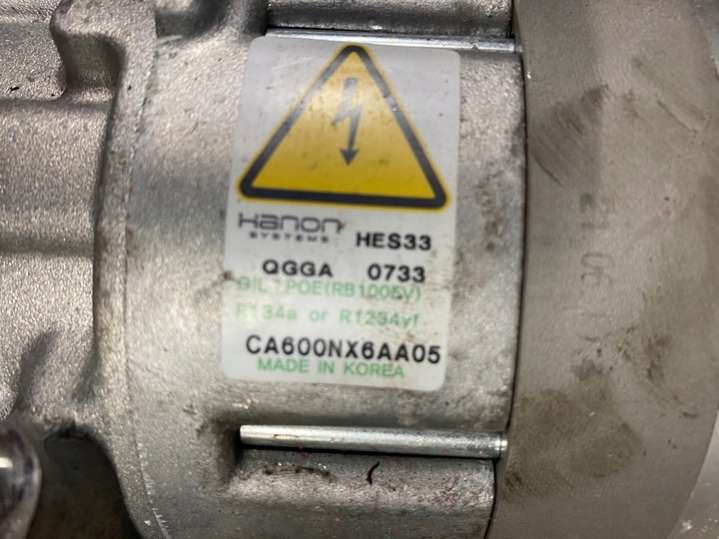 Hanon
SYSTEMS
HES33
QGGA 0733
OIL:POE(RB100EV)
R134a or R1234yf
CA600NX6AA05
MADE IN KOREA